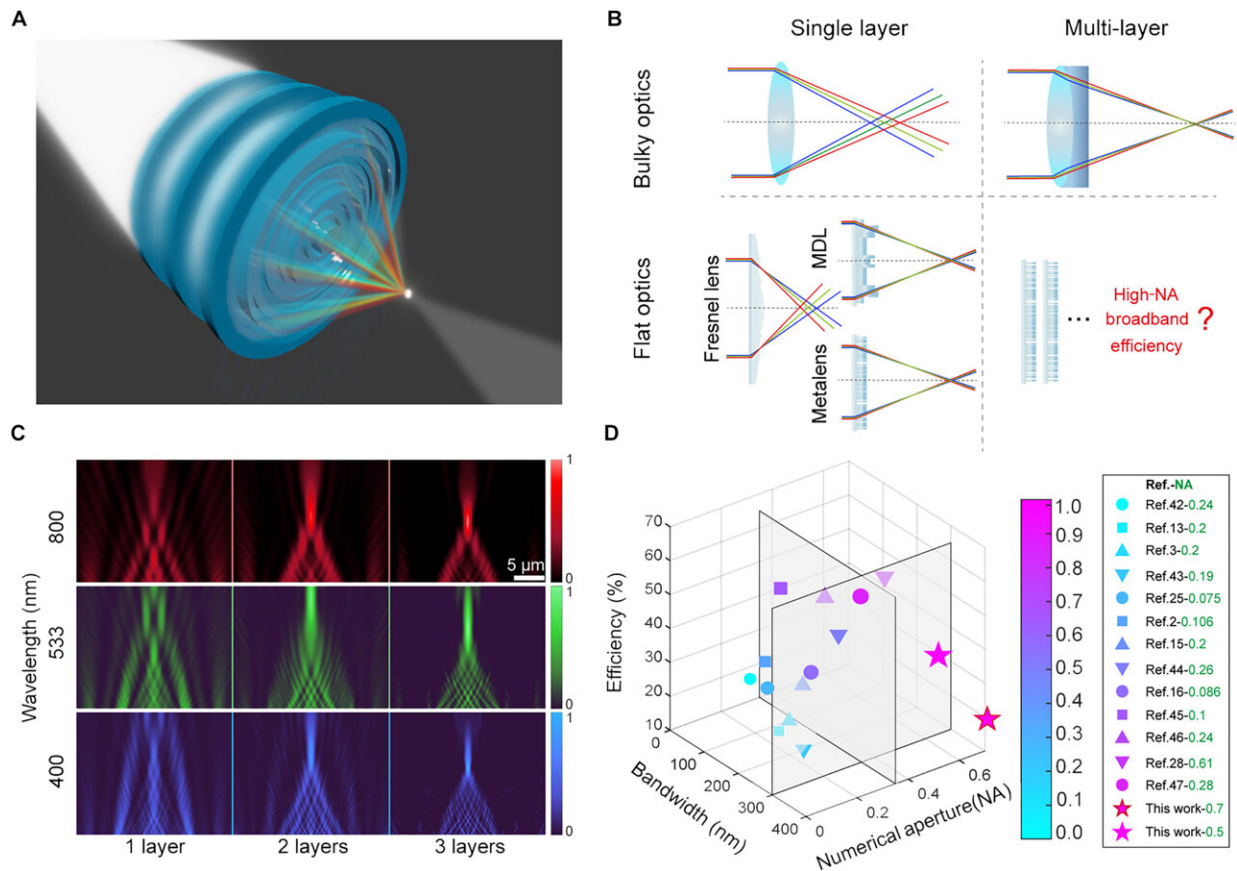 A
B
Single layer
Multi-layer
Bulky optics
Flat optics
Fresnel lens
MDL
Metalens
...
High-NA
broadband
efficiency
?
C
Wavelength (nm)
800
533
400
5 µm
1
0
1
0
1
0
1 layer
2 layers
3 layers
D
Efficiency (%)
70
60
50
40
30
20
10
Bandwidth (nm)
0
100
200
300
400
Numerical aperture(NA)
0
0.2
0.4
0.6
1.0
0.9
0.8
0.7
0.6
0.5
0.4
0.3
0.2
0.1
0.0
Ref.-NA
Ref.42-0.24
Ref.13-0.2
Ref.3-0.2
Ref.43-0.19
Ref.25-0.075
Ref.2-0.106
Ref.15-0.2
Ref.44-0.26
Ref.16-0.086
Ref.45-0.1
Ref.46-0.24
Ref.28-0.61
Ref.47-0.28
This work-0.7
This work-0.5